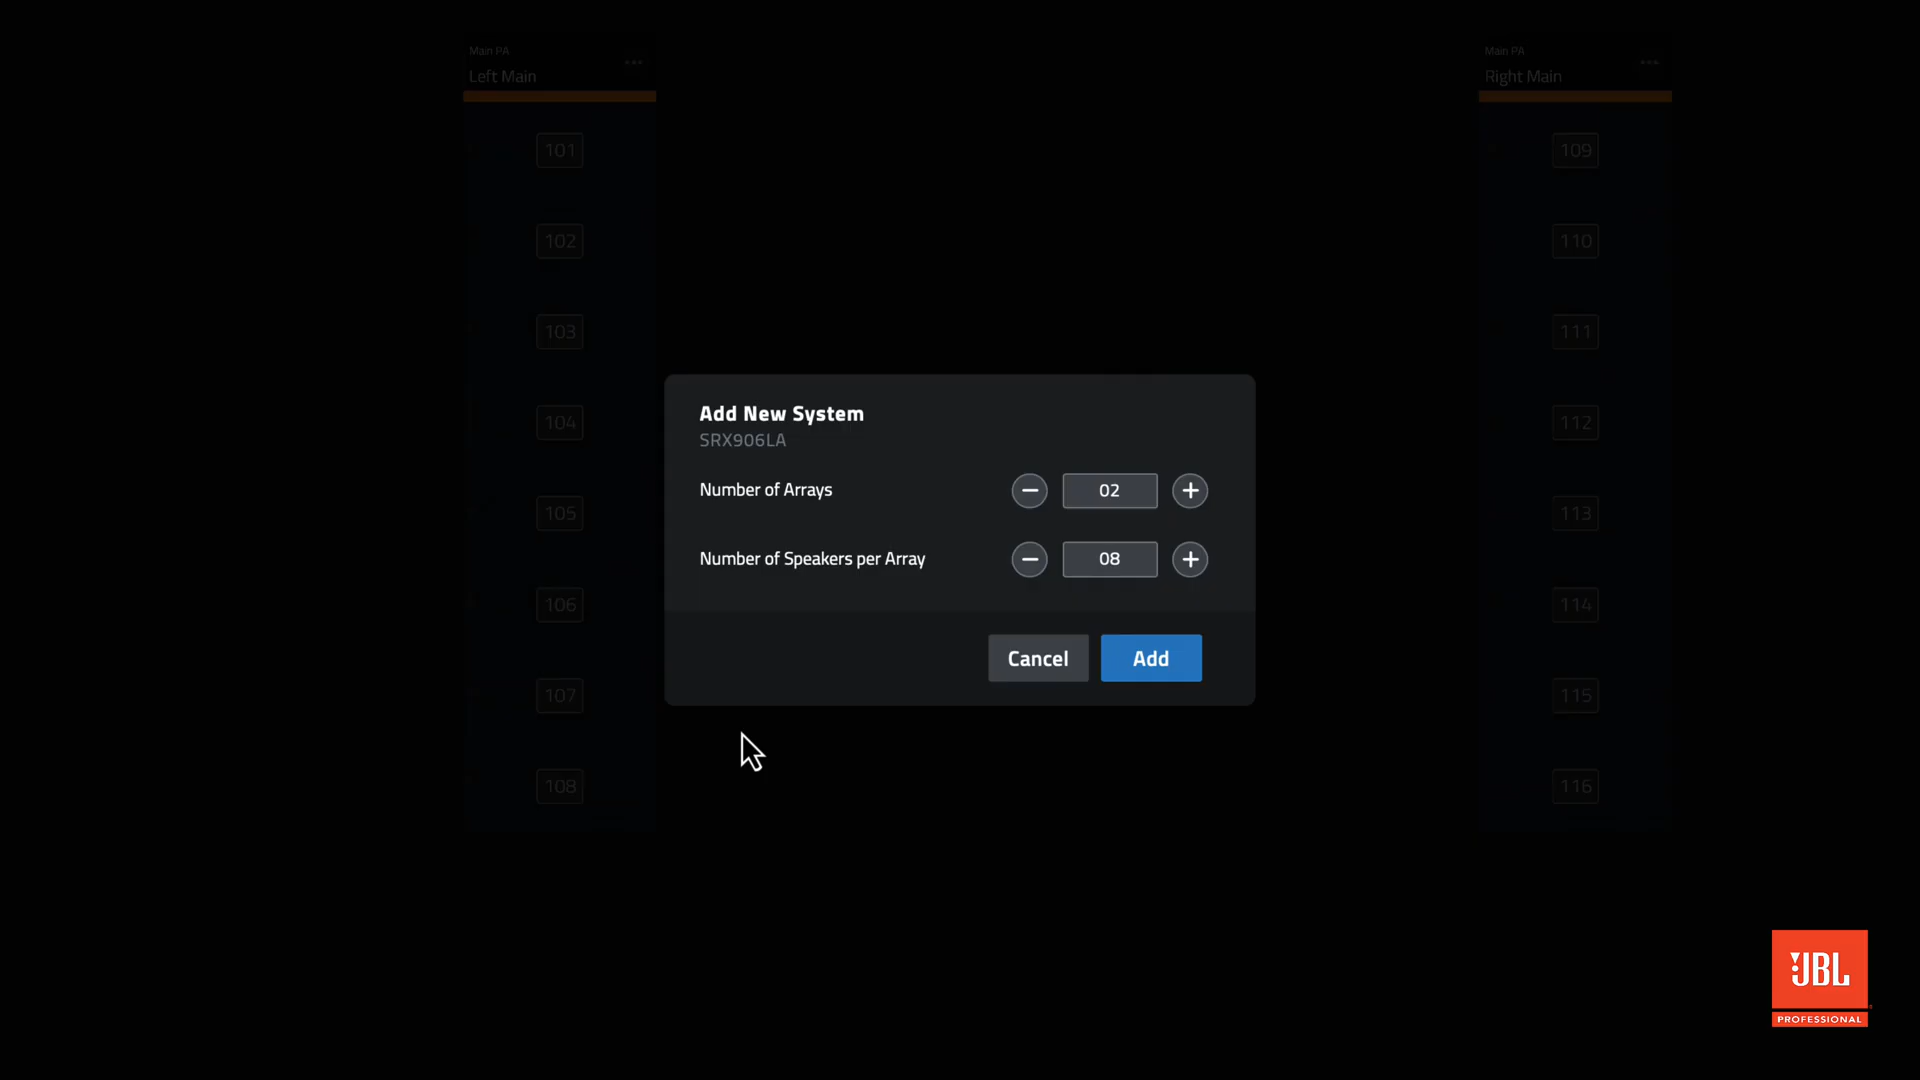 Main PA
Left Main
101
102
103
104
105
106
107
108
Main PA
Right Main
109
110
111
112
113
114
115
116
Add New System
SRX906LA
Number of Arrays
02
Number of Speakers per Array
08
Cancel
Add
JBL
PROFESSIONAL